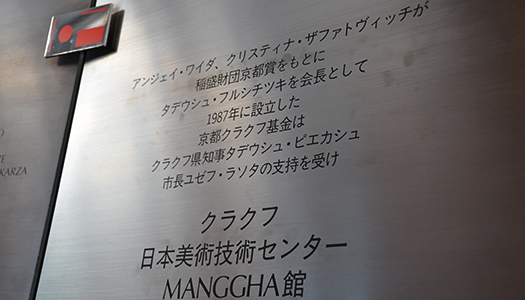 アンジェイ・ワイダ、クリスティナ・ザファトヴィッチが
稲盛財団京都賞をもとに
タデウシュ・フルシチツキを会長として
1987年に設立した
京都クラクフ基金は
クラクフ県知事タデウシュ・ピエカシュ
市長ユゼフ・ラソタの支持を受け
クラクフ
日本美術技術センター
MANGGHA館
KARZA